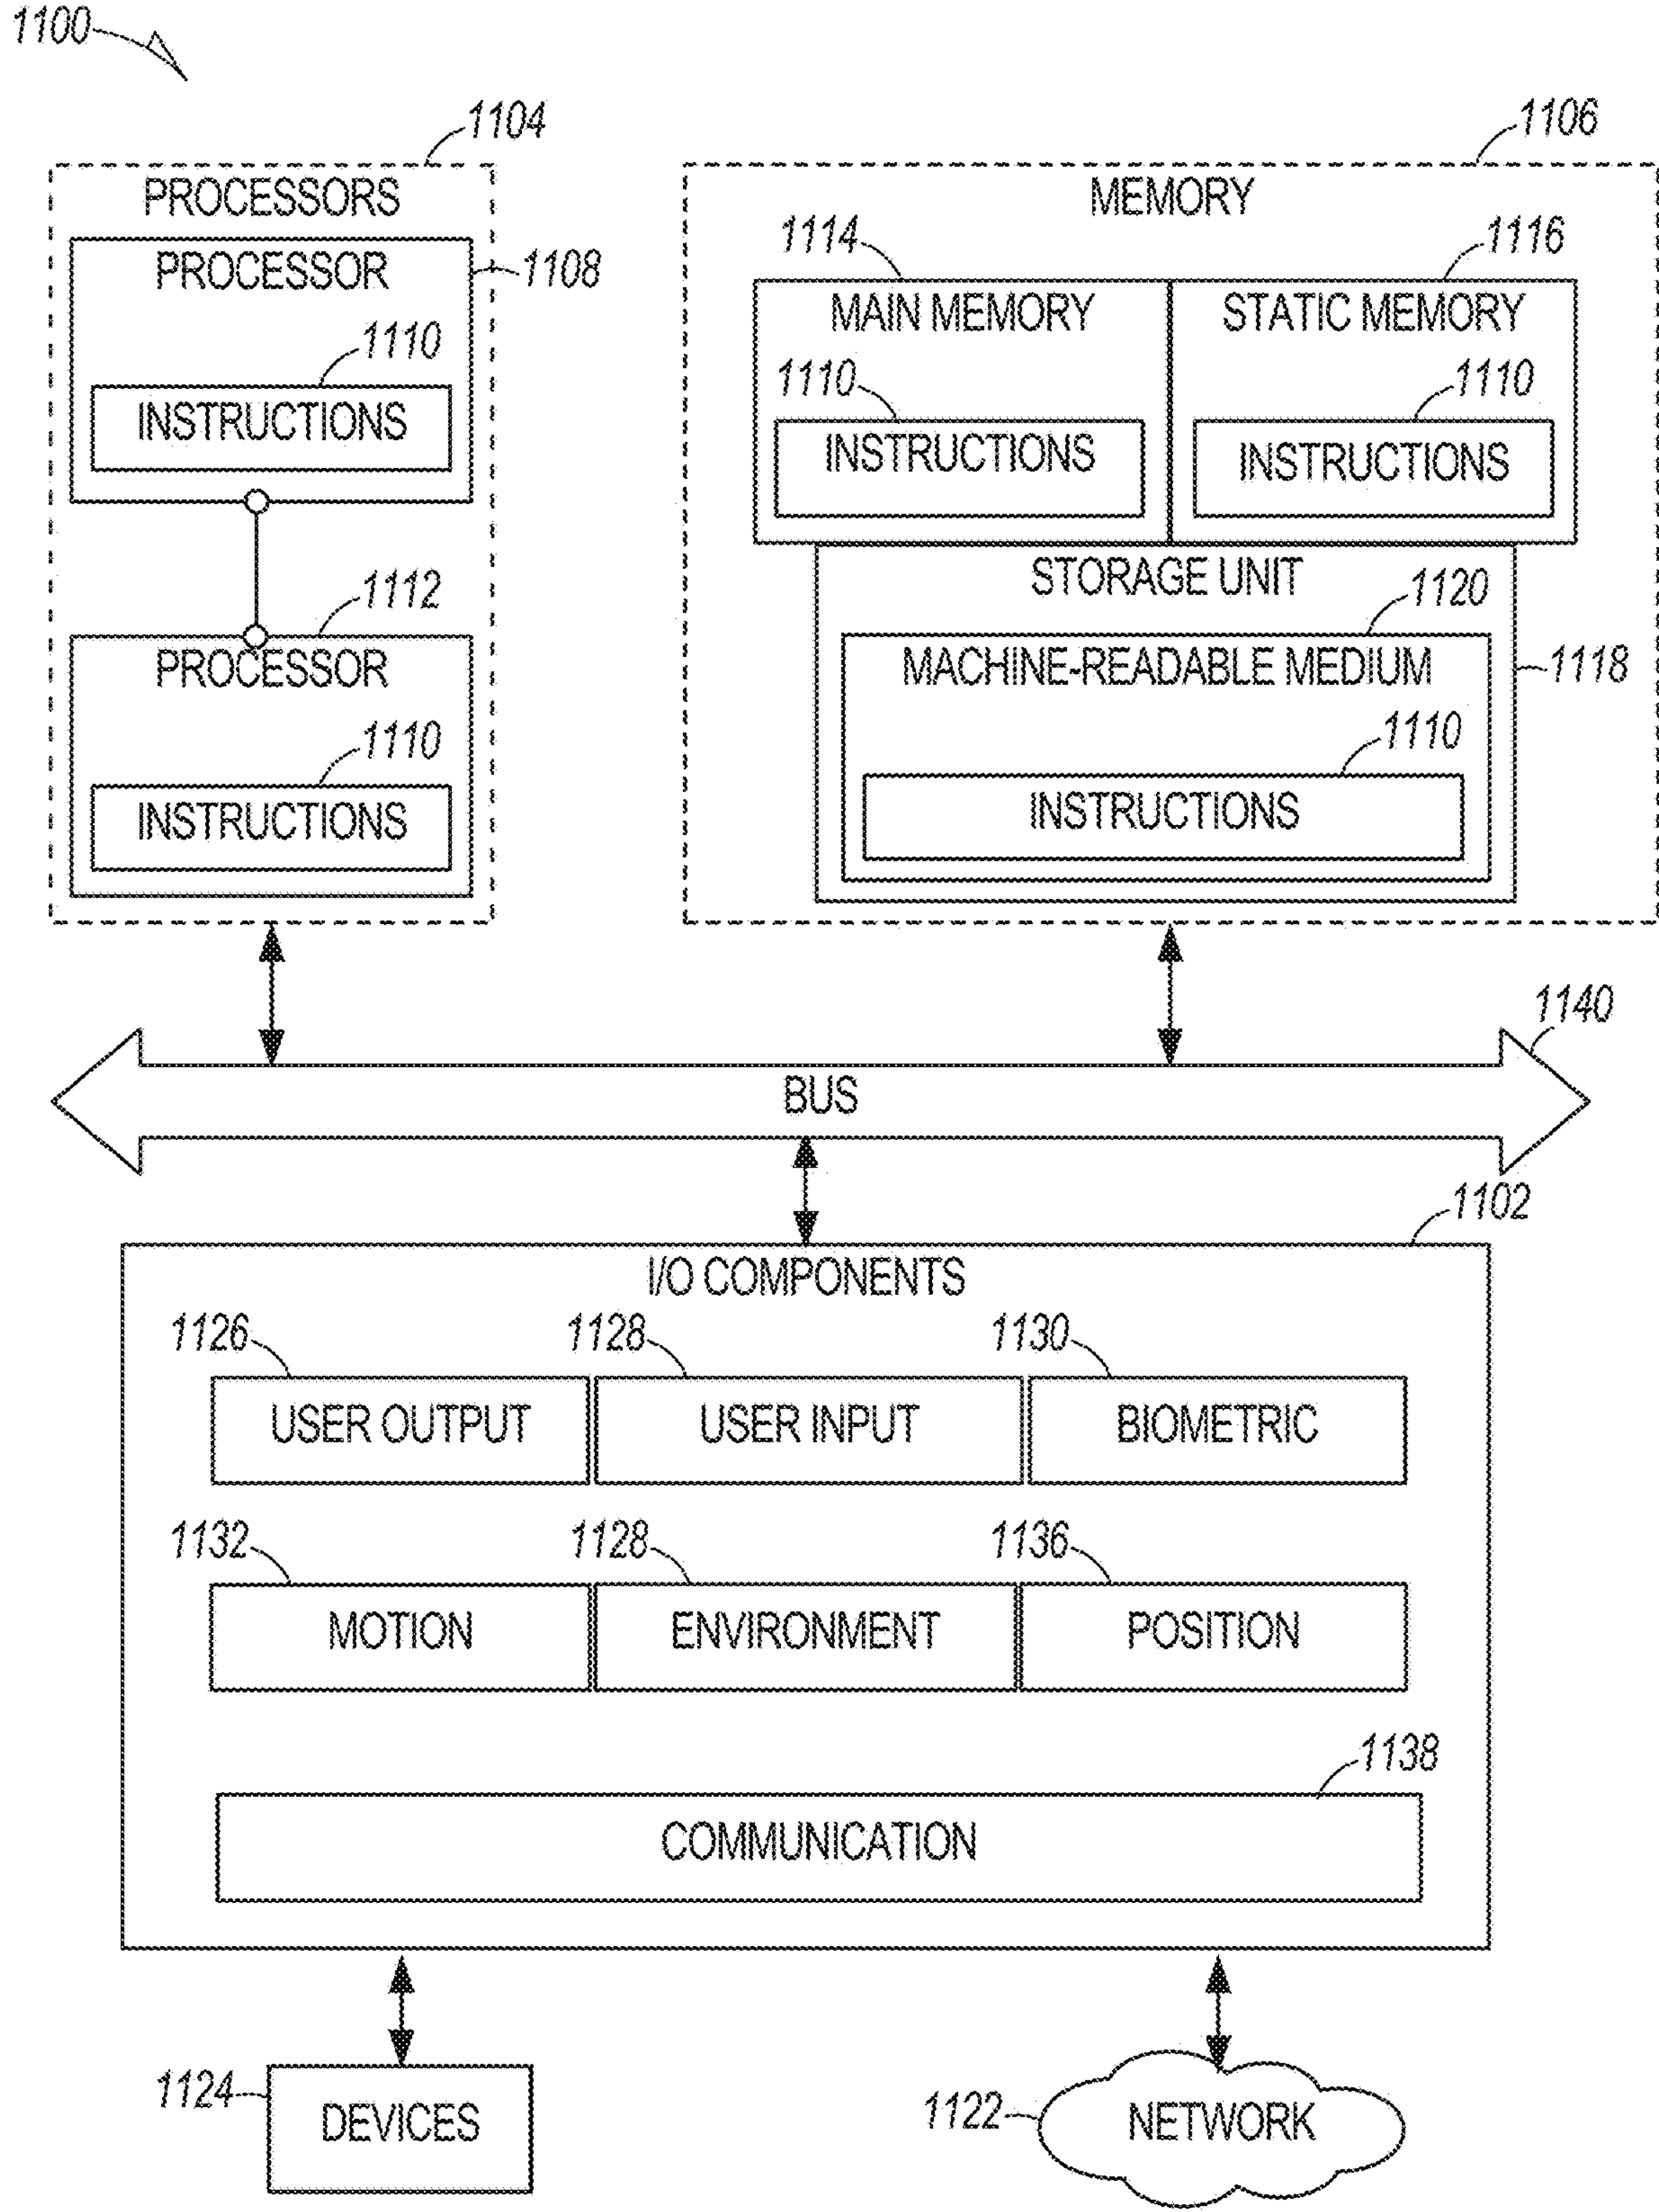 1100
1104
1106
PROCESSORS
MEMORY
PROCESSOR
1108
1114
1116
MAIN MEMORY
STATIC MEMORY
1110
INSTRUCTIONS
1110
INSTRUCTIONS
1110
INSTRUCTIONS
1112
PROCESSOR
1110
INSTRUCTIONS
STORAGE UNIT
1120
MACHINE-READABLE MEDIUM
1118
1110
INSTRUCTIONS
1140
BUS
1102
I/O COMPONENTS
1126
1128
1130
USER OUTPUT
USER INPUT
BIOMETRIC
1132
1128
1136
MOTION
ENVIRONMENT
POSITION
1138
COMMUNICATION
1124
DEVICES
1122
NETWORK